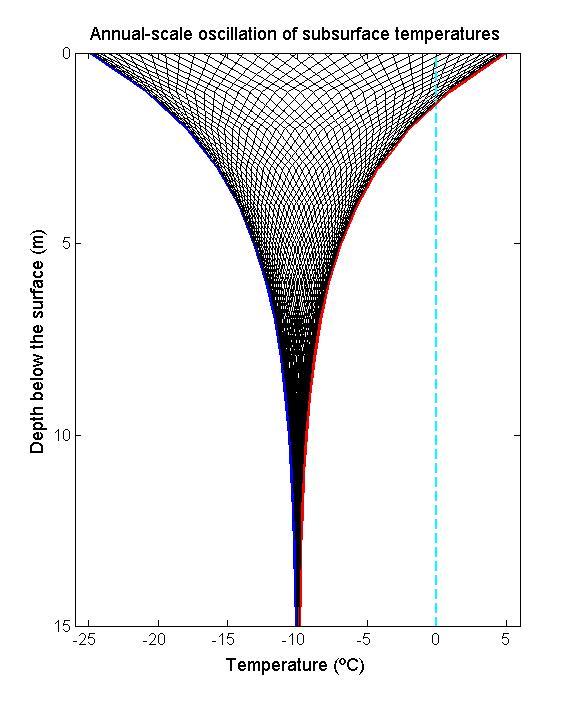 Annual-scale oscillation of subsurface temperatures
0
5
10
15
Depth below the surface (m)
-25 -20 -15 -10 -5 0 5
Temperature (ºC)